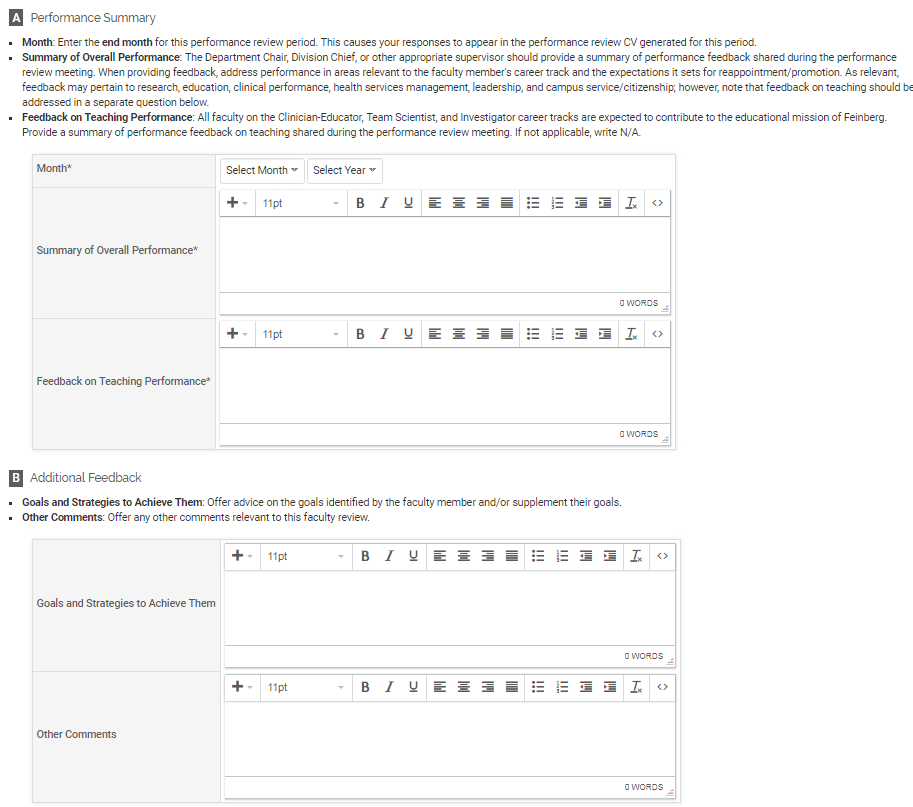 A Performance Summary
Month: Enter the end month for this performance review period. This causes your responses to appear in the performance review CV generated for this period.
Summary of Overall Performance: The Department Chair, Division Chief, or other appropriate supervisor should provide a summary of performance feedback shared during the performance
review meeting. When providing feedback, address performance in areas relevant to the faculty member's career track and the expectations it sets for reappointment/promotion. As relevant,
feedback may pertain to research, education, clinical performance, health services management, leadership, and campus service/citizenship; however, note that feedback on teaching should be
addressed in a separate question below.
Feedback on Teaching Performance: All faculty on the Clinician-Educator, Team Scientist, and Investigator career tracks are expected to contribute to the educational mission of Feinberg.
Provide a summary of performance feedback on teaching shared during the performance review meeting. If not applicable, write N/A.
Month*
Select Month Select Year
11pt B I U
Summary of Overall Performance*
0 WORDS
11pt B I U
Feedback on Teaching Performance*
0 WORDS
B Additional Feedback
Goals and Strategies to Achieve Them: Offer advice on the goals identified by the faculty member and/or supplement their goals.
Other Comments: Offer any other comments relevant to this faculty review.
11pt B I U
Goals and Strategies to Achieve Them
0 WORDS
11pt B I U
Other Comments
0 WORDS